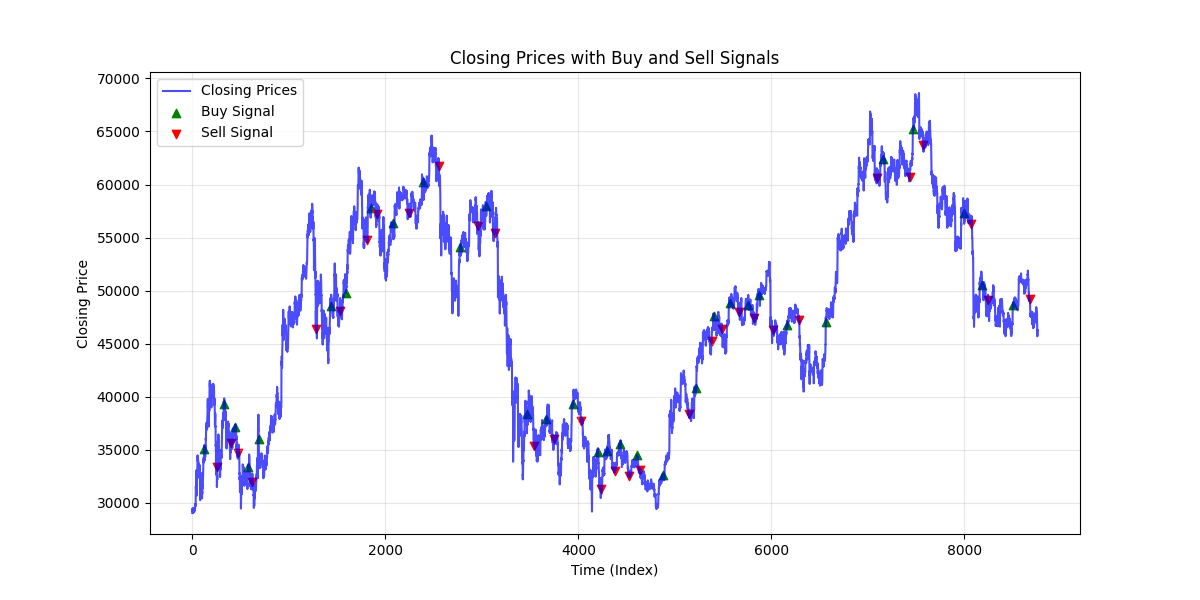 Closing Prices with Buy and Sell Signals
70000
65000
60000
55000
50000
45000
40000
35000
30000
Closing Price
Closing Prices
Buy Signal
Sell Signal
0
2000
4000
6000
8000
Time (Index)